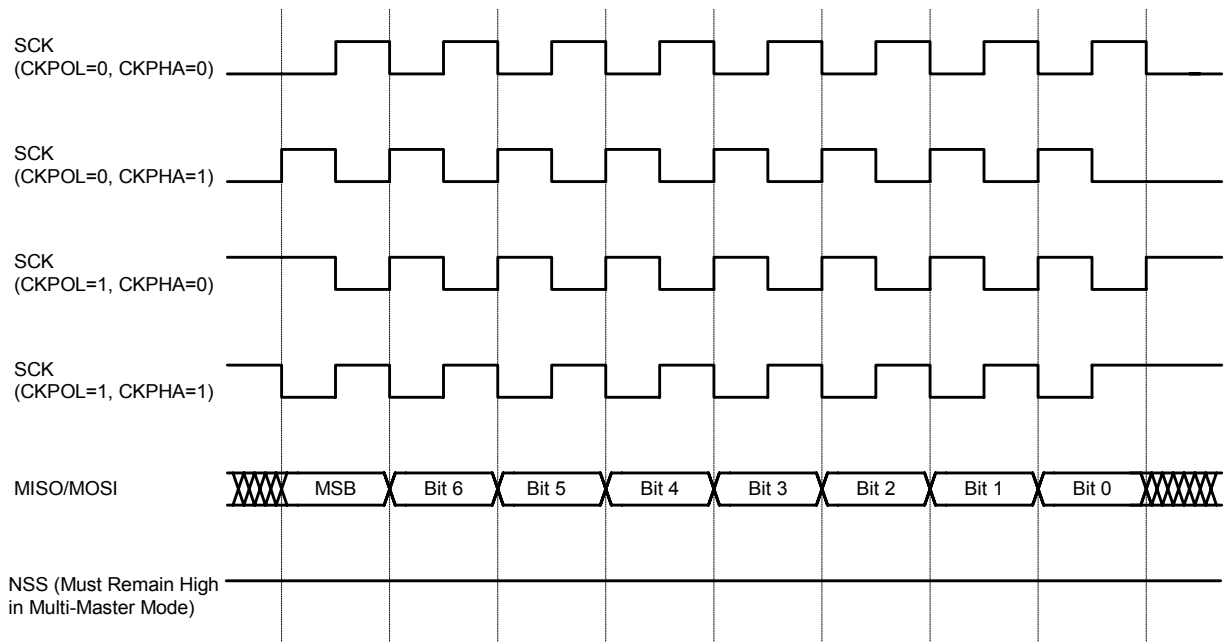 SCK
(CKPOL=0, CKPHA=0)
SCK
(CKPOL=0, CKPHA=1)
SCK
(CKPOL=1, CKPHA=0)
SCK
(CKPOL=1, CKPHA=1)
MISO/MOSI
MSB
Bit 6
Bit 5
Bit 4
Bit 3
Bit 2
Bit 1
Bit 0
NSS (Must Remain High
in Multi-Master Mode)